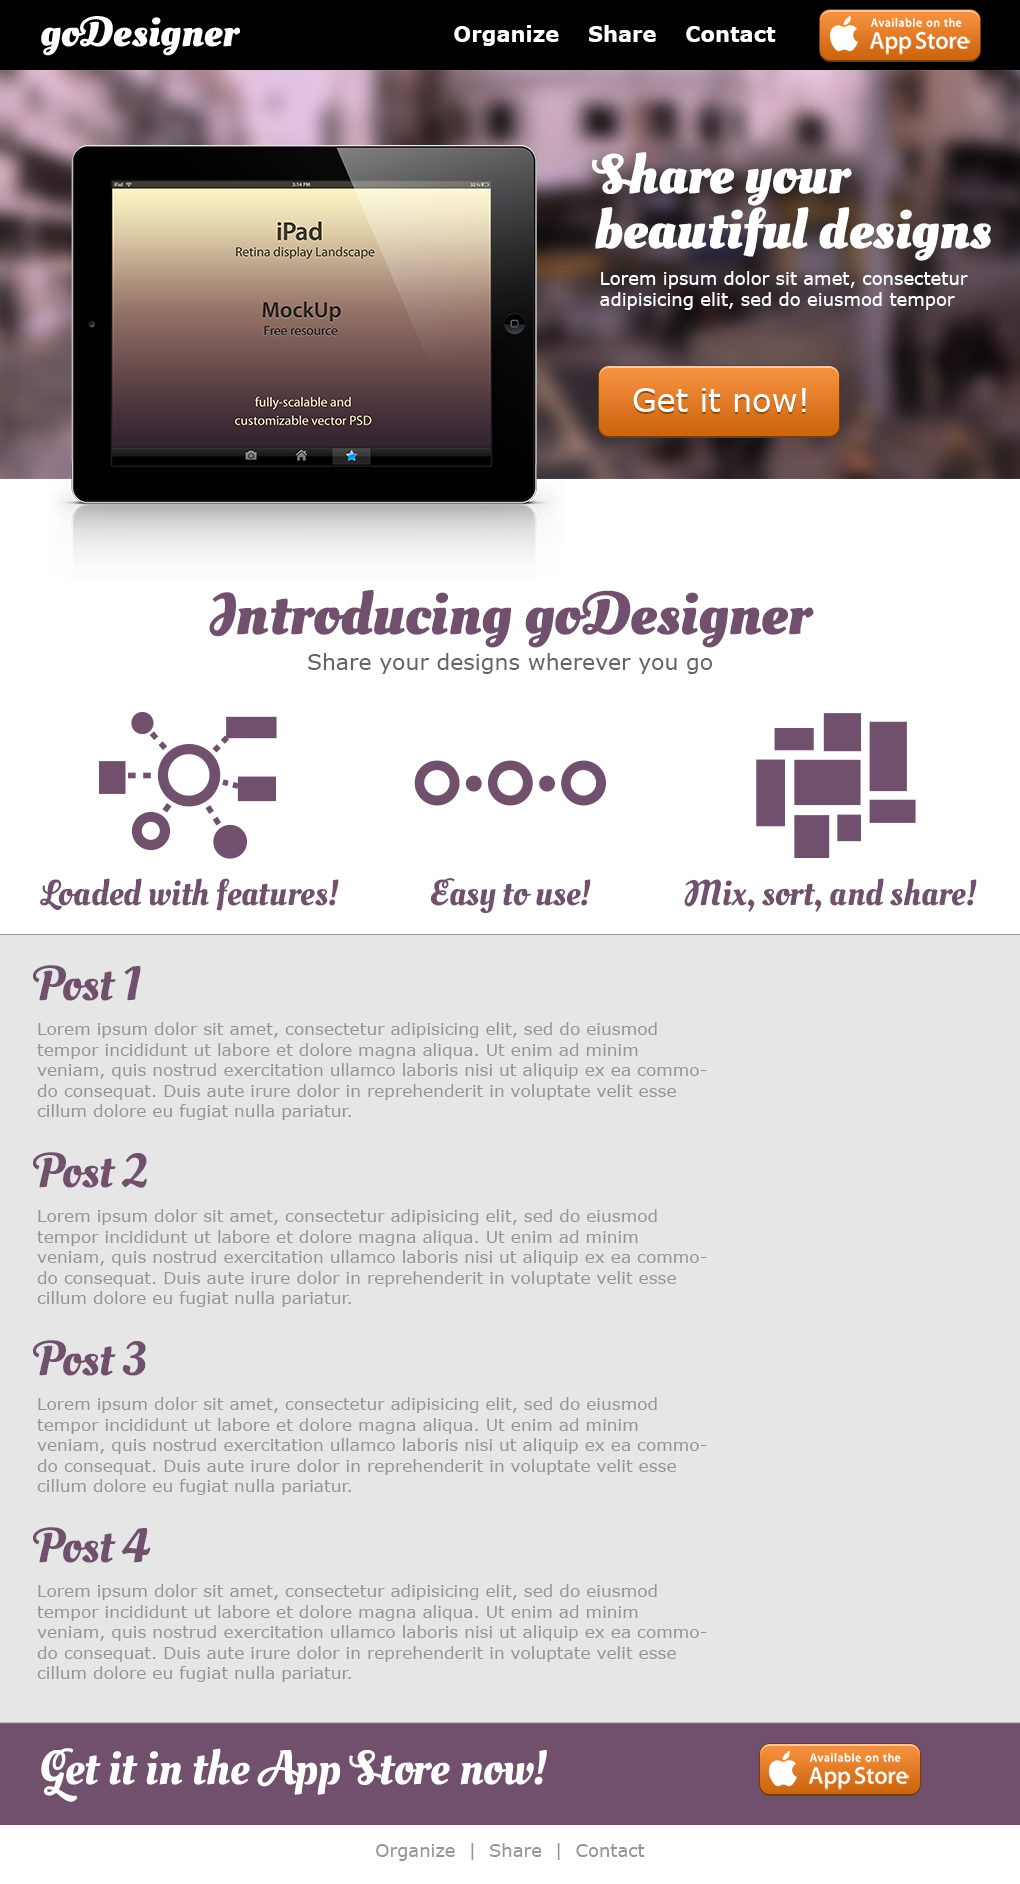 goDesigner
Organize Share Contact
Available on the
App Store
iPad
3:14 PM
32%
Share your
beautiful designs
Lorem ipsum dolor sit amet, consectetur
adipisicing elit, sed do eiusmod tempor
Get it now!
iPad
Retina display Landscape
MockUp
Free resource
fully-scalable and
customizable vector PSD
Introducing goDesigner
Share your designs wherever you go
Loaded with features!
Easy to use!
Mix, sort, and share!
Post 1
Lorem ipsum dolor sit amet, consectetur adipisicing elit, sed do eiusmod
tempor incididunt ut labore et dolore magna aliqua. Ut enim ad minim
veniam, quis nostrud exercitation ullamco laboris nisi ut aliquip ex ea commo-
do consequat. Duis aute irure dolor in reprehenderit in voluptate velit esse
cillum dolore eu fugiat nulla pariatur.
Post 2
Lorem ipsum dolor sit amet, consectetur adipisicing elit, sed do eiusmod
tempor incididunt ut labore et dolore magna aliqua. Ut enim ad minim
veniam, quis nostrud exercitation ullamco laboris nisi ut aliquip ex ea commo-
do consequat. Duis aute irure dolor in reprehenderit in voluptate velit esse
cillum dolore eu fugiat nulla pariatur.
Post 3
Lorem ipsum dolor sit amet, consectetur adipisicing elit, sed do eiusmod
tempor incididunt ut labore et dolore magna aliqua. Ut enim ad minim
veniam, quis nostrud exercitation ullamco laboris nisi ut aliquip ex ea commo-
do consequat. Duis aute irure dolor in reprehenderit in voluptate velit esse
cillum dolore eu fugiat nulla pariatur.
Post 4
Lorem ipsum dolor sit amet, consectetur adipisicing elit, sed do eiusmod
tempor incididunt ut labore et dolore magna aliqua. Ut enim ad minim
veniam, quis nostrud exercitation ullamco laboris nisi ut aliquip ex ea commo-
do consequat. Duis aute irure dolor in reprehenderit in voluptate velit esse
cillum dolore eu fugiat nulla pariatur.
Get it in the App Store now!
Available on the
App Store
Organize | Share | Contact